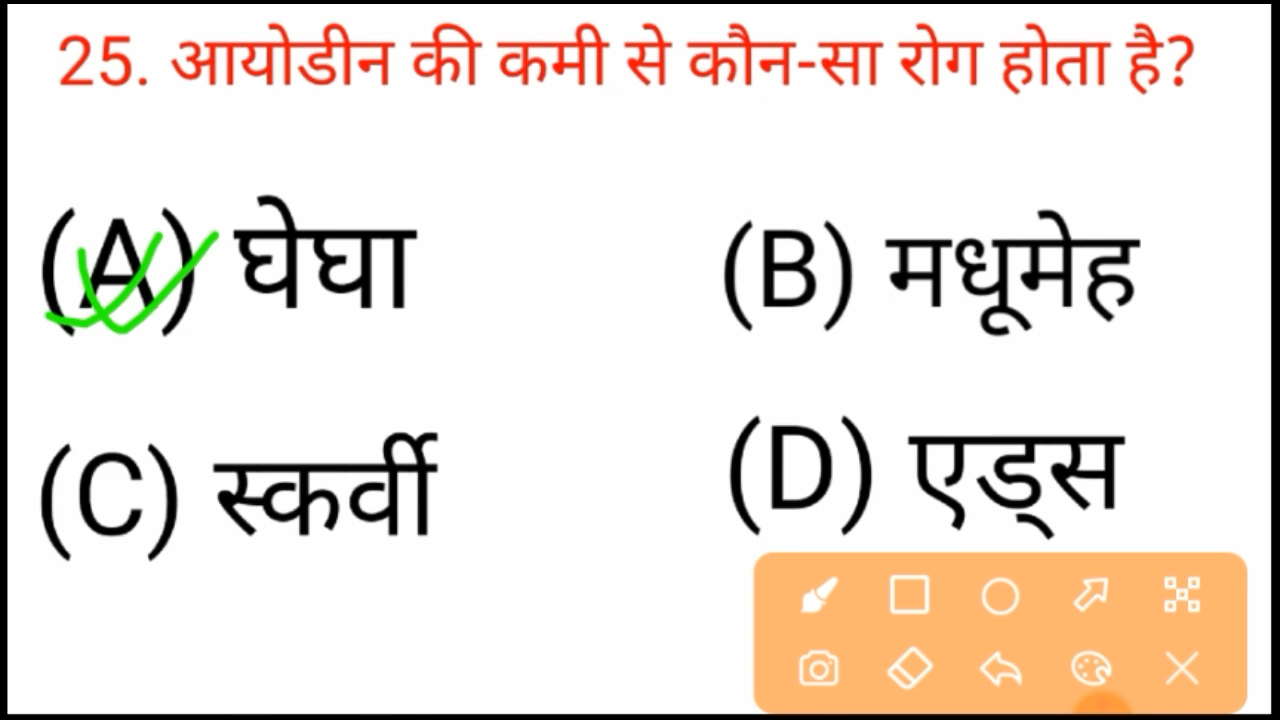 25. आयोडीन की कमी से कौन-सा रोग होता है?
(A) घेघा
(B) मधूमेह
(C) स्कर्वी
(D) एड्स